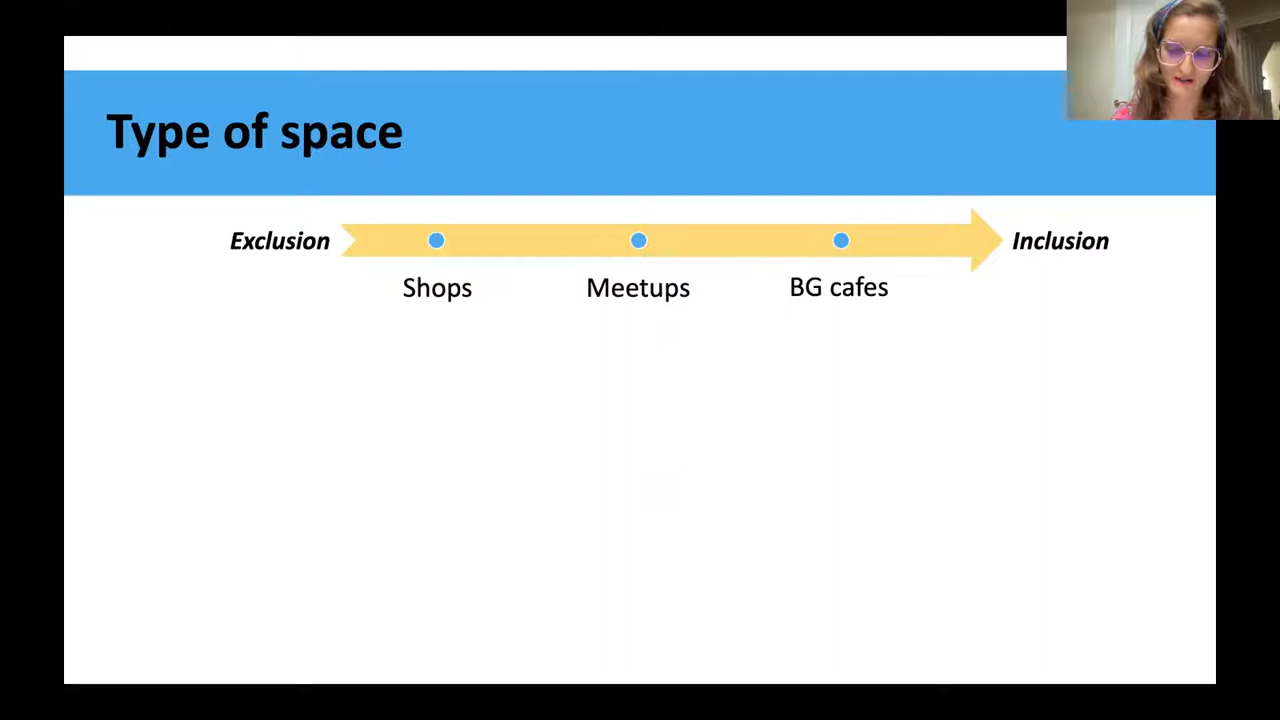 Type of space
Exclusion
Inclusion
Shops
Meetups
BG cafes